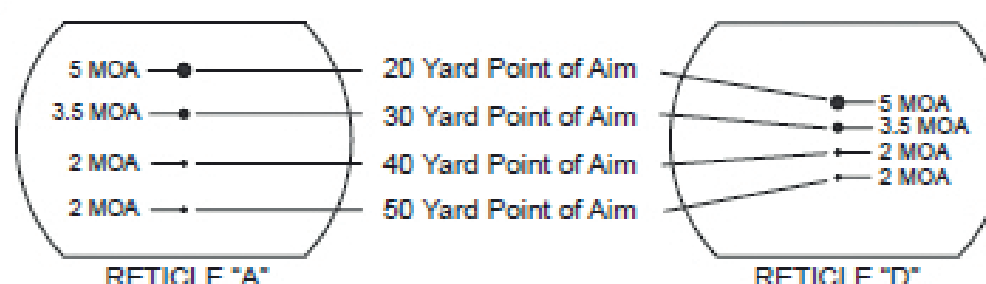 5 MOA 20 Yard Point of Aim 5 MOA
3.5 MOA 30 Yard Point of Aim 3.5 MOA
2 MOA 40 Yard Point of Aim 2 MOA
2 MOA 50 Yard Point of Aim 2 MOA
RETICLE "A" RETICLE "D"